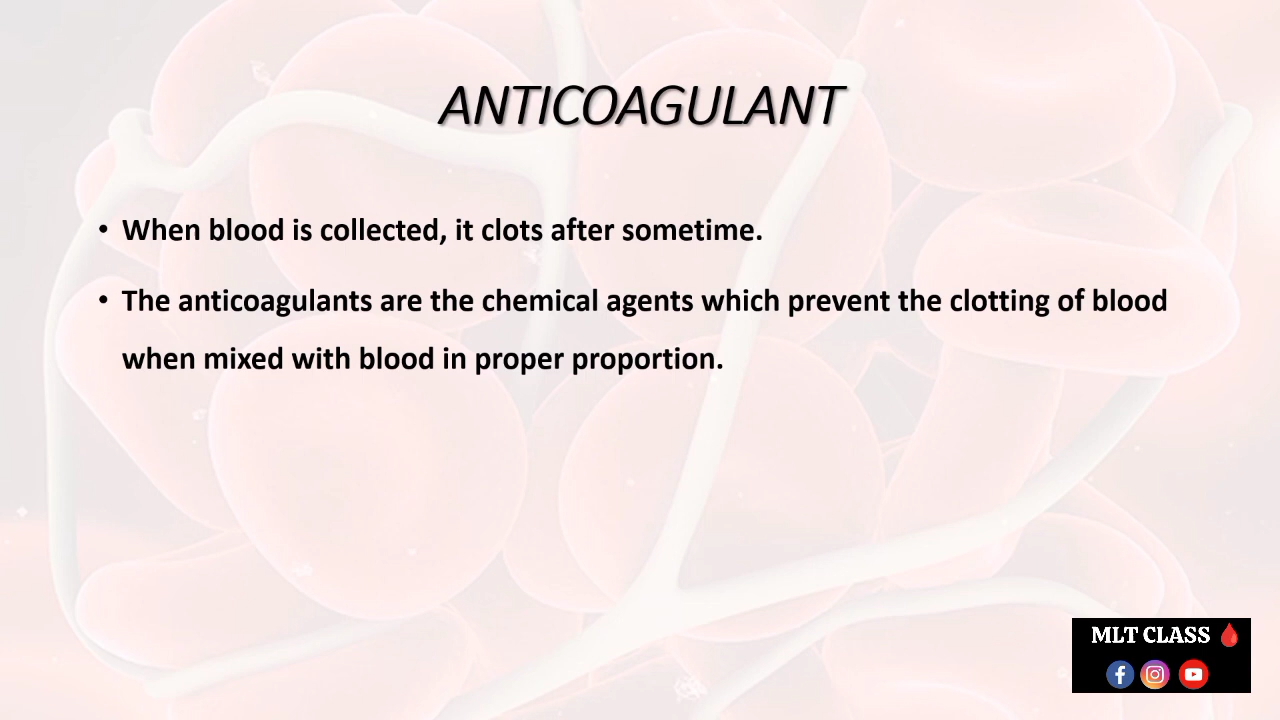 ANTICOAGULANT
• When blood is collected, it clots after sometime.
• The anticoagulants are the chemical agents which prevent the clotting of blood
when mixed with blood in proper proportion.
MLT CLASS